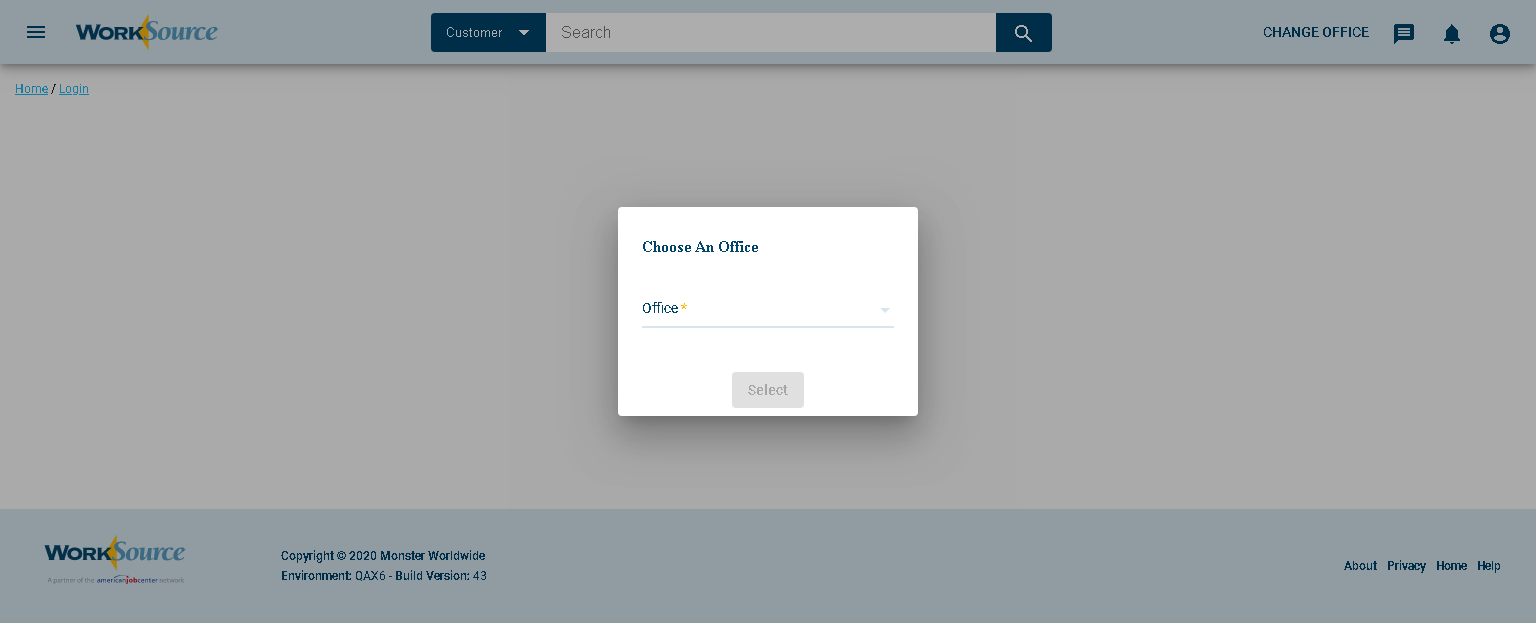 WorkSource
Customer
Search
CHANGE OFFICE
Home / Login
Choose An Office
Office *
Select
WorkSource
A partner of the americanjobcenter network
Copyright © 2020 Monster Worldwide
Environment: QAX6 - Build Version: 43
About Privacy Home Help